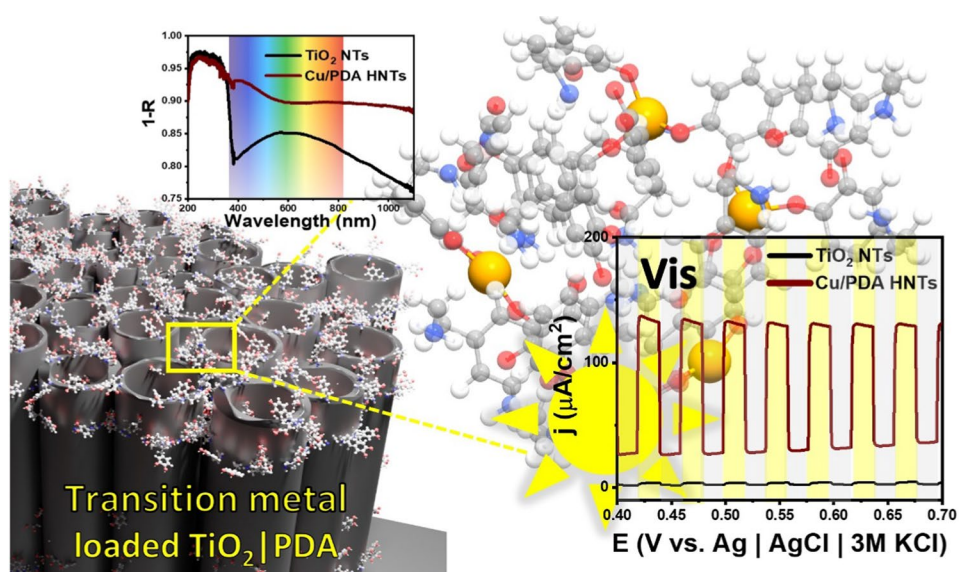 1.00
0.95
0.90
0.85
0.80
0.75
1-R
TiO₂ NTs
Cu/PDA HNTs
200 400 600 800 1000
Wavelength (nm)
Transition metal
loaded TiO₂|PDA
Vis
TiO₂ NTs
Cu/PDA HNTs
200
100
0
j (μA/cm²)
0.40 0.45 0.50 0.55 0.60 0.65 0.70
E (V vs. Ag | AgCl | 3M KCl)